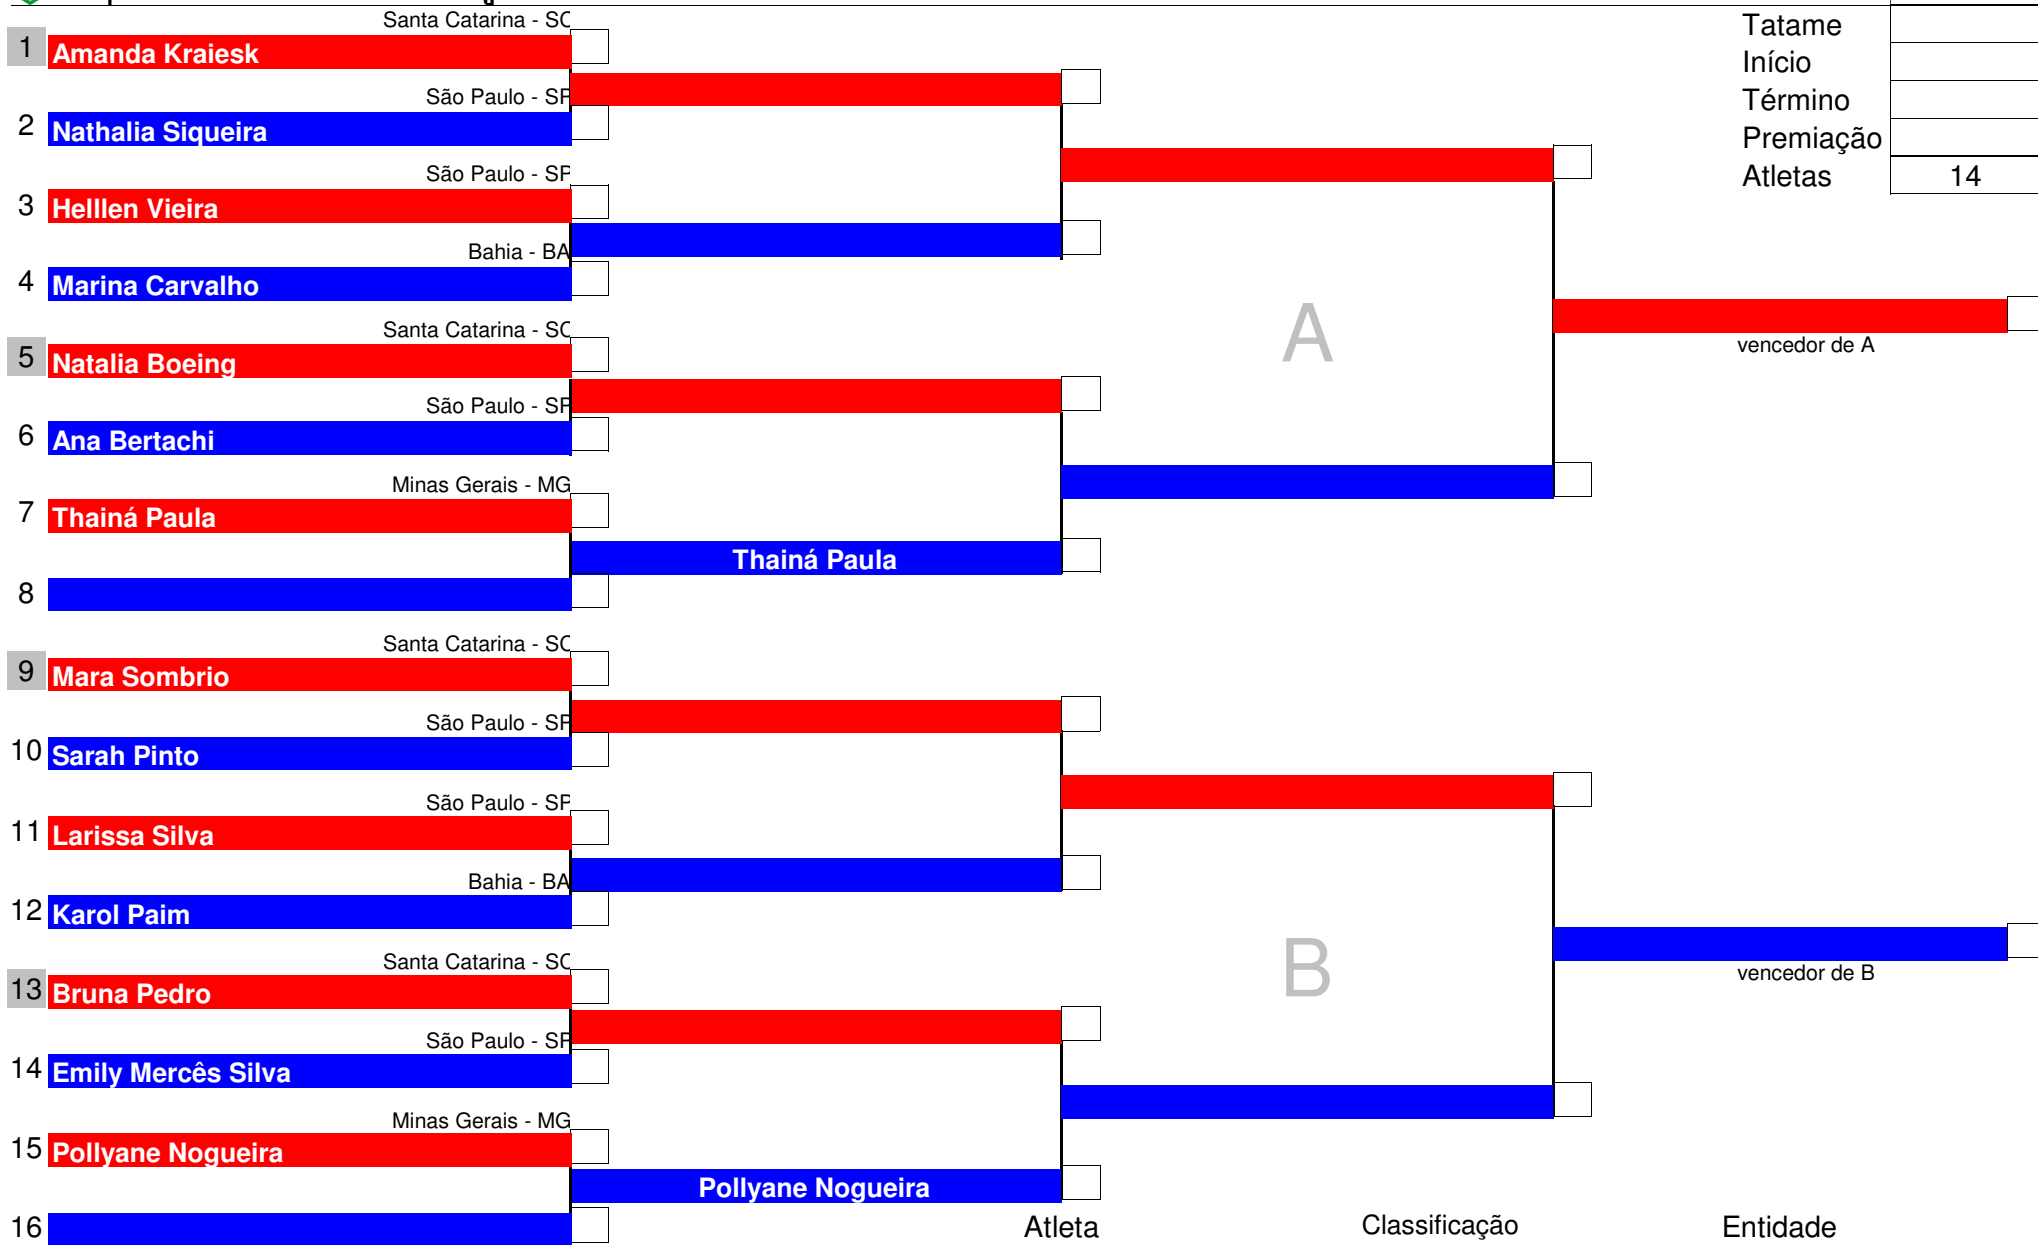 Santa Catarina - SC
1 Amanda Kraiesk
São Paulo - SP
2 Nathalia Siqueira
São Paulo - SP
3 Helllen Vieira
Bahia - BA
4 Marina Carvalho
Santa Catarina - SC
5 Natalia Boeing
São Paulo - SP
6 Ana Bertachi
Minas Gerais - MG
7 Thainá Paula
Thainá Paula
8
Santa Catarina - SC
9 Mara Sombrio
São Paulo - SP
10 Sarah Pinto
São Paulo - SP
11 Larissa Silva
Bahia - BA
12 Karol Paim
Santa Catarina - SC
13 Bruna Pedro
São Paulo - SP
14 Emily Mercês Silva
Minas Gerais - MG
15 Pollyane Nogueira
Pollyane Nogueira
16
A
B
Tatame
Início
Término
Premiação
Atletas 14
vencedor de A
vencedor de B
Atleta Classificação Entidade